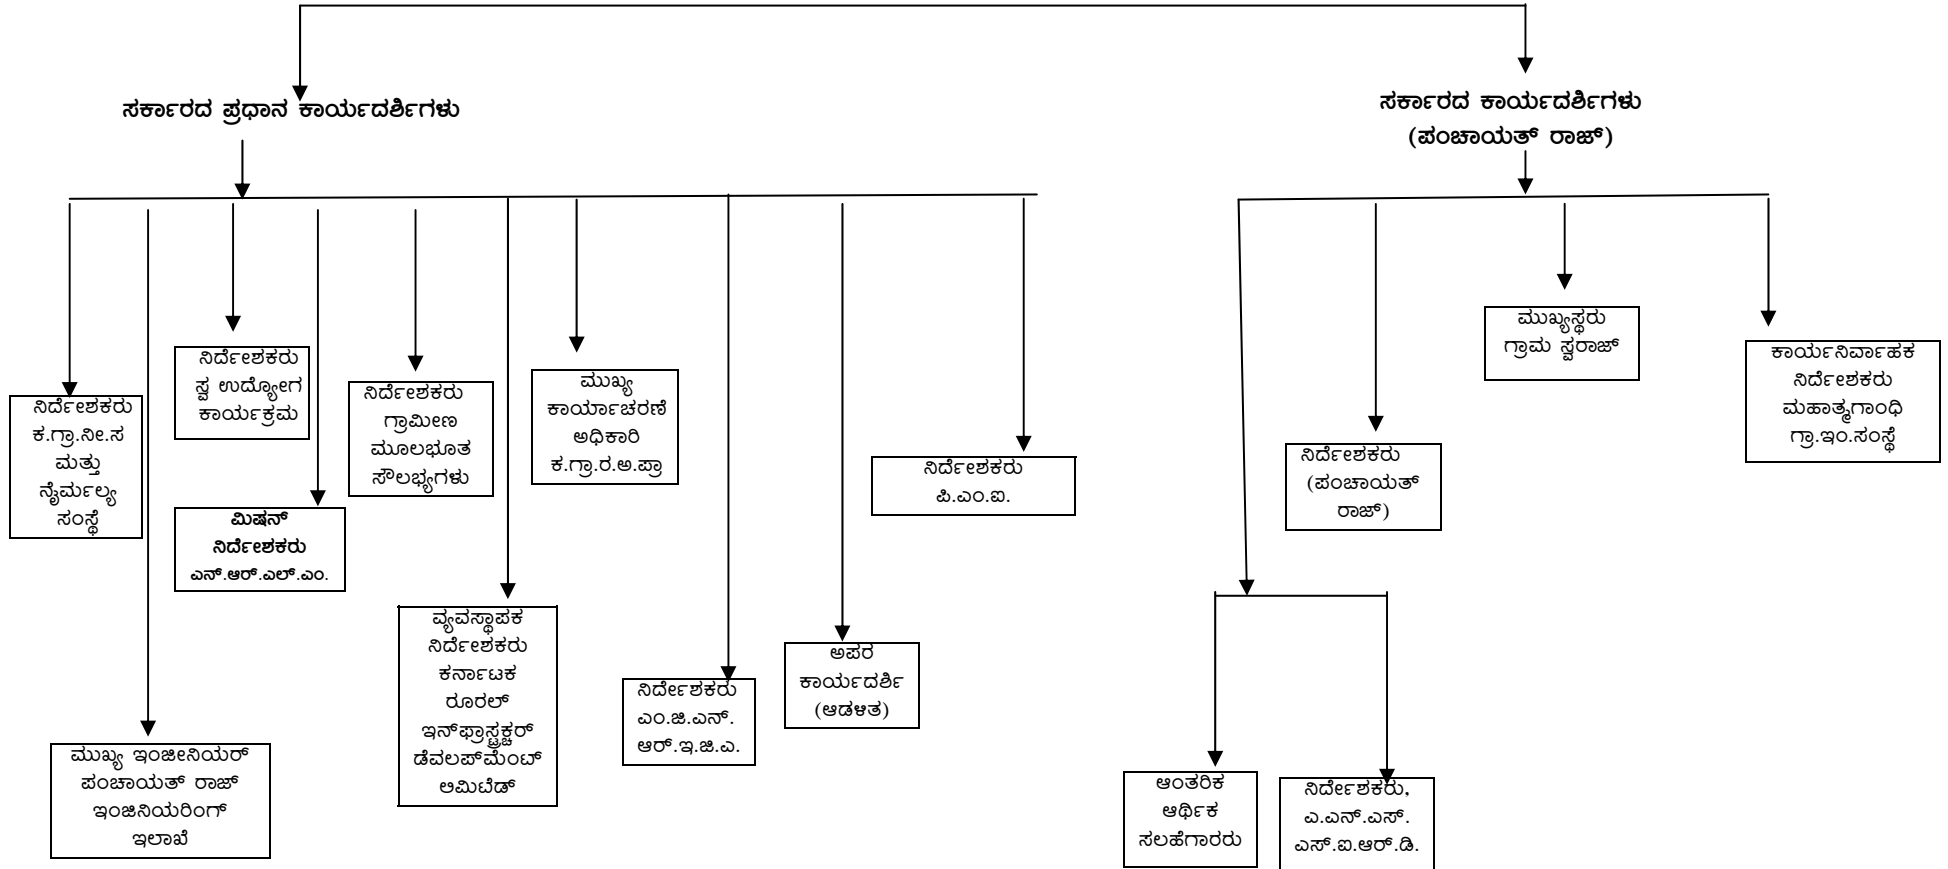 ಸರ್ಕಾರದ ಪ್ರಧಾನ ಕಾರ್ಯದರ್ಶಿಗಳು
ಸರ್ಕಾರದ ಕಾರ್ಯದರ್ಶಿಗಳು
(ಪಂಚಾಯತ್ ರಾಜ್)
ನಿರ್ದೇಶಕರು
ಕ.ಗ್ರಾ.ನೀ.ಸ
ಮತ್ತು
ನೈರ್ಮಲ್ಯ
ಸಂಸ್ಥೆ
ಮುಖ್ಯ ಇಂಜೀನಿಯರ್
ಪಂಚಾಯತ್ ರಾಜ್
ಇಂಜಿನಿಯರಿಂಗ್
ಇಲಾಖೆ
ನಿರ್ದೇಶಕರು
ಸ್ವ ಉದ್ಯೋಗ
ಕಾರ್ಯಕ್ರಮ
ಮಿಷನ್
ನಿರ್ದೇಶಕರು
ಎನ್.ಆರ್.ಎಲ್.ಎಂ.
ನಿರ್ದೇಶಕರು
ಗ್ರಾಮೀಣ
ಮೂಲಭೂತ
ಸೌಲಭ್ಯಗಳು
ವ್ಯವಸ್ಥಾಪಕ
ನಿರ್ದೇಶಕರು
ಕರ್ನಾಟಕ
ರೂರಲ್
ಇನ್‌ಫ್ರಾಸ್ಟ್ರಕ್ಚರ್
ಡೆವಲಪ್‌ಮೆಂಟ್
ಲಿಮಿಟೆಡ್
ಮುಖ್ಯ
ಕಾರ್ಯಾಚರಣೆ
ಅಧಿಕಾರಿ
ಕ.ಗ್ರಾ.ರ.ಅ.ಪ್ರಾ
ನಿರ್ದೇಶಕರು
ಎಂ.ಜಿ.ಎನ್.
ಆರ್.ಇ.ಜಿ.ಎ.
ಅಪರ
ಕಾರ್ಯದರ್ಶಿ
(ಆಡಳಿತ)
ನಿರ್ದೇಶಕರು
ಪಿ.ಎಂ.ಐ.
ಆಂತರಿಕ
ಆರ್ಥಿಕ
ಸಲಹೆಗಾರರು
ನಿರ್ದೇಶಕರು,
ಎ.ಎನ್.ಎಸ್.
ಎಸ್.ಐ.ಆರ್.ಡಿ.
ನಿರ್ದೇಶಕರು
(ಪಂಚಾಯತ್
ರಾಜ್)
ಮುಖ್ಯಸ್ಥರು
ಗ್ರಾಮ ಸ್ವರಾಜ್
ಕಾರ್ಯನಿರ್ವಾಹಕ
ನಿರ್ದೇಶಕರು
ಮಹಾತ್ಮಗಾಂಧಿ
ಗ್ರಾ.ಇಂ.ಸಂಸ್ಥೆ